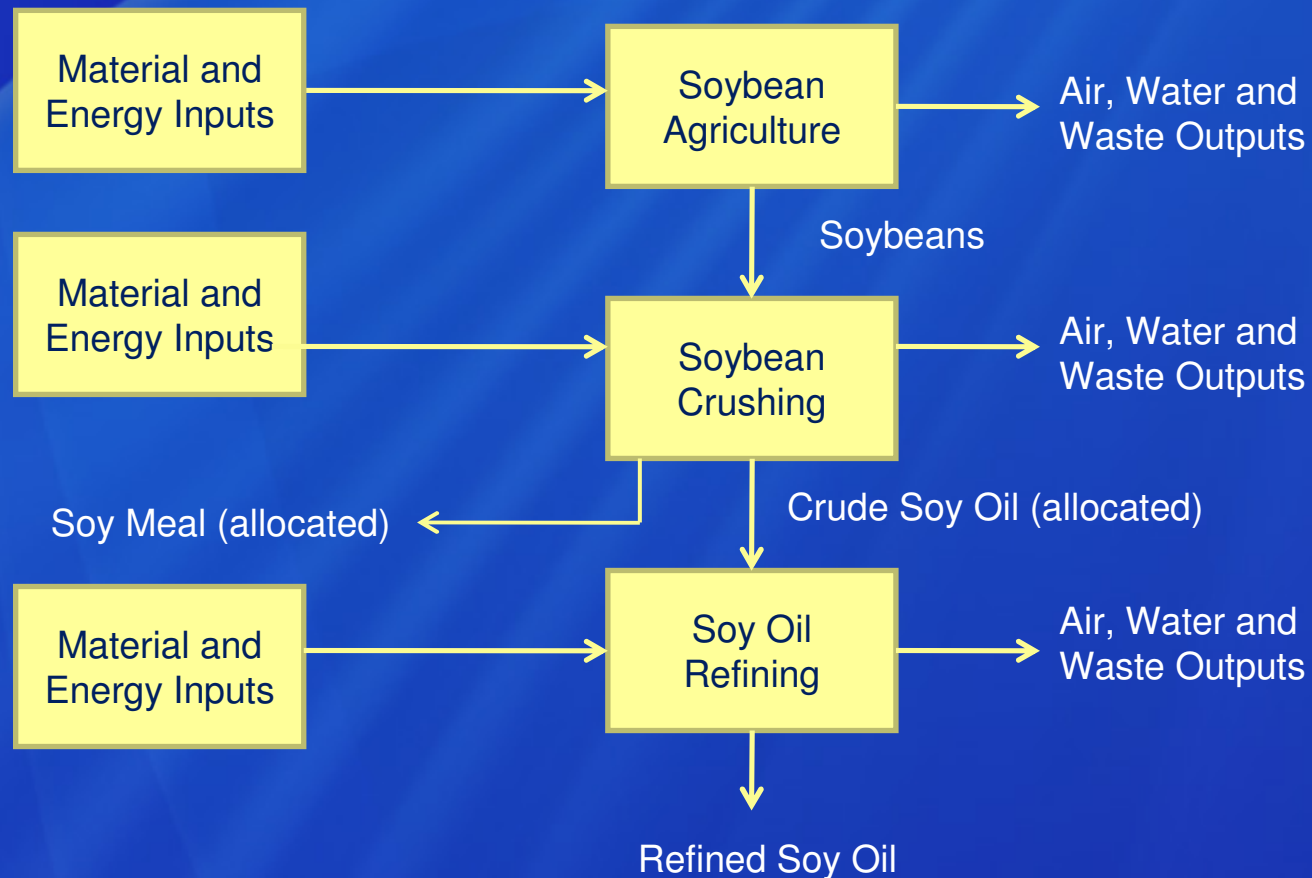 Material and
Energy Inputs
Soybean
Agriculture
Air, Water and
Waste Outputs
Soybeans
Material and
Energy Inputs
Soybean
Crushing
Air, Water and
Waste Outputs
Soy Meal (allocated)
Crude Soy Oil (allocated)
Material and
Energy Inputs
Soy Oil
Refining
Air, Water and
Waste Outputs
Refined Soy Oil